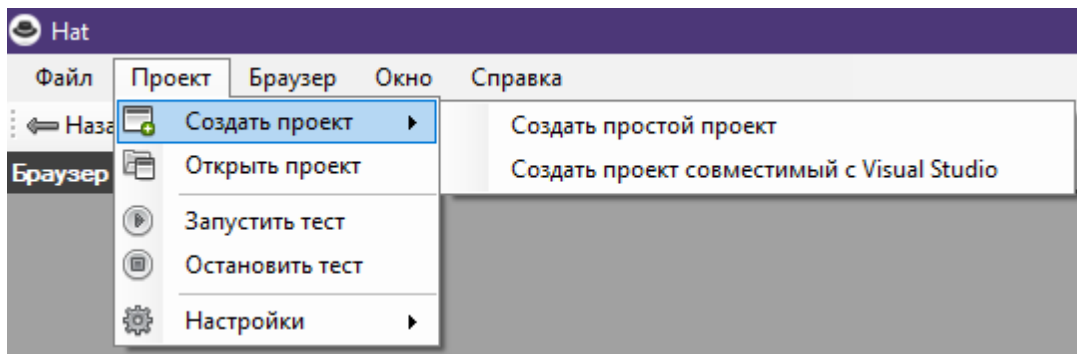 Hat
Файл Проект Браузер Окно Справка
Создать проект
Создать простой проект
Открыть проект
Браузер
Создать проект совместимый с Visual Studio
Запустить тест
Остановить тест
Настройки